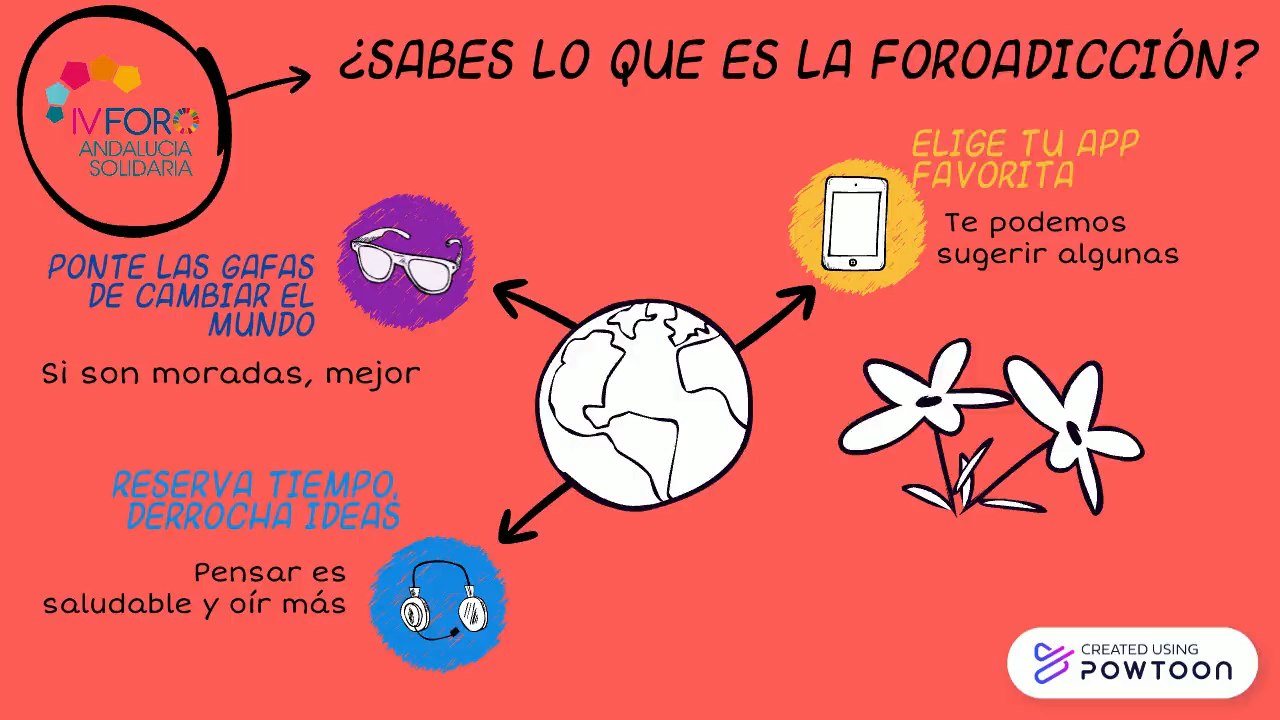 ¿SABES LO QUE ES LA FOROADICCIÓN?
IV FORO
ANDALUCIA
SOLIDARIA
ELIGE TU APP
FAVORITA
Te podemos
sugerir algunas
PONTE LAS GAFAS
DE CAMBIAR EL
MUNDO
Si son moradas, mejor
RESERVA TIEMPO,
DERROCHA IDEAS
Pensar es
saludable y oír más
CREATED USING
POWTOON